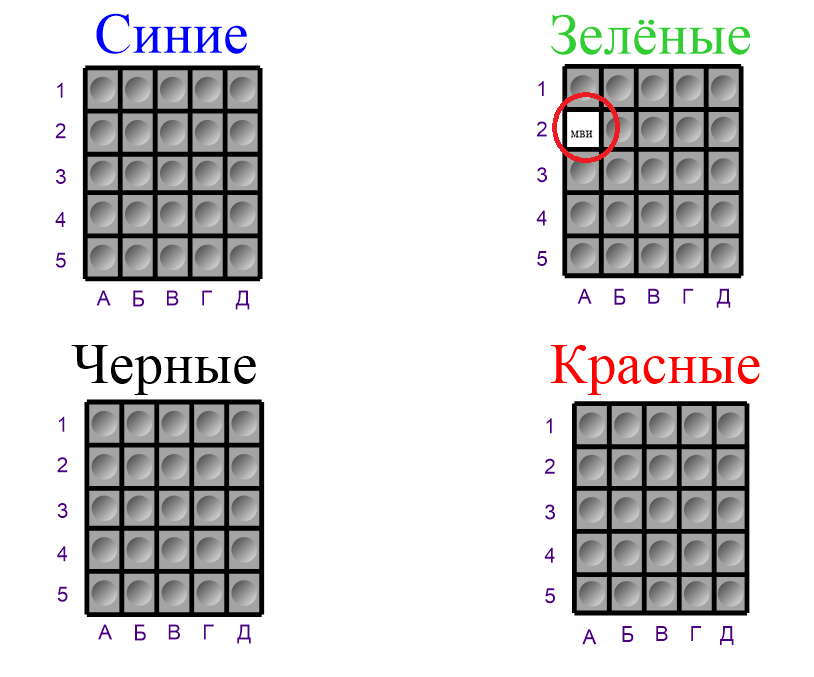 Синие
1
2
3
4
5
А Б В Г Д
Зелёные
1
2 мви
3
4
5
А Б В Г Д
Черные
1
2
3
4
5
А Б В Г Д
Красные
1
2
3
4
5
А Б В Г Д